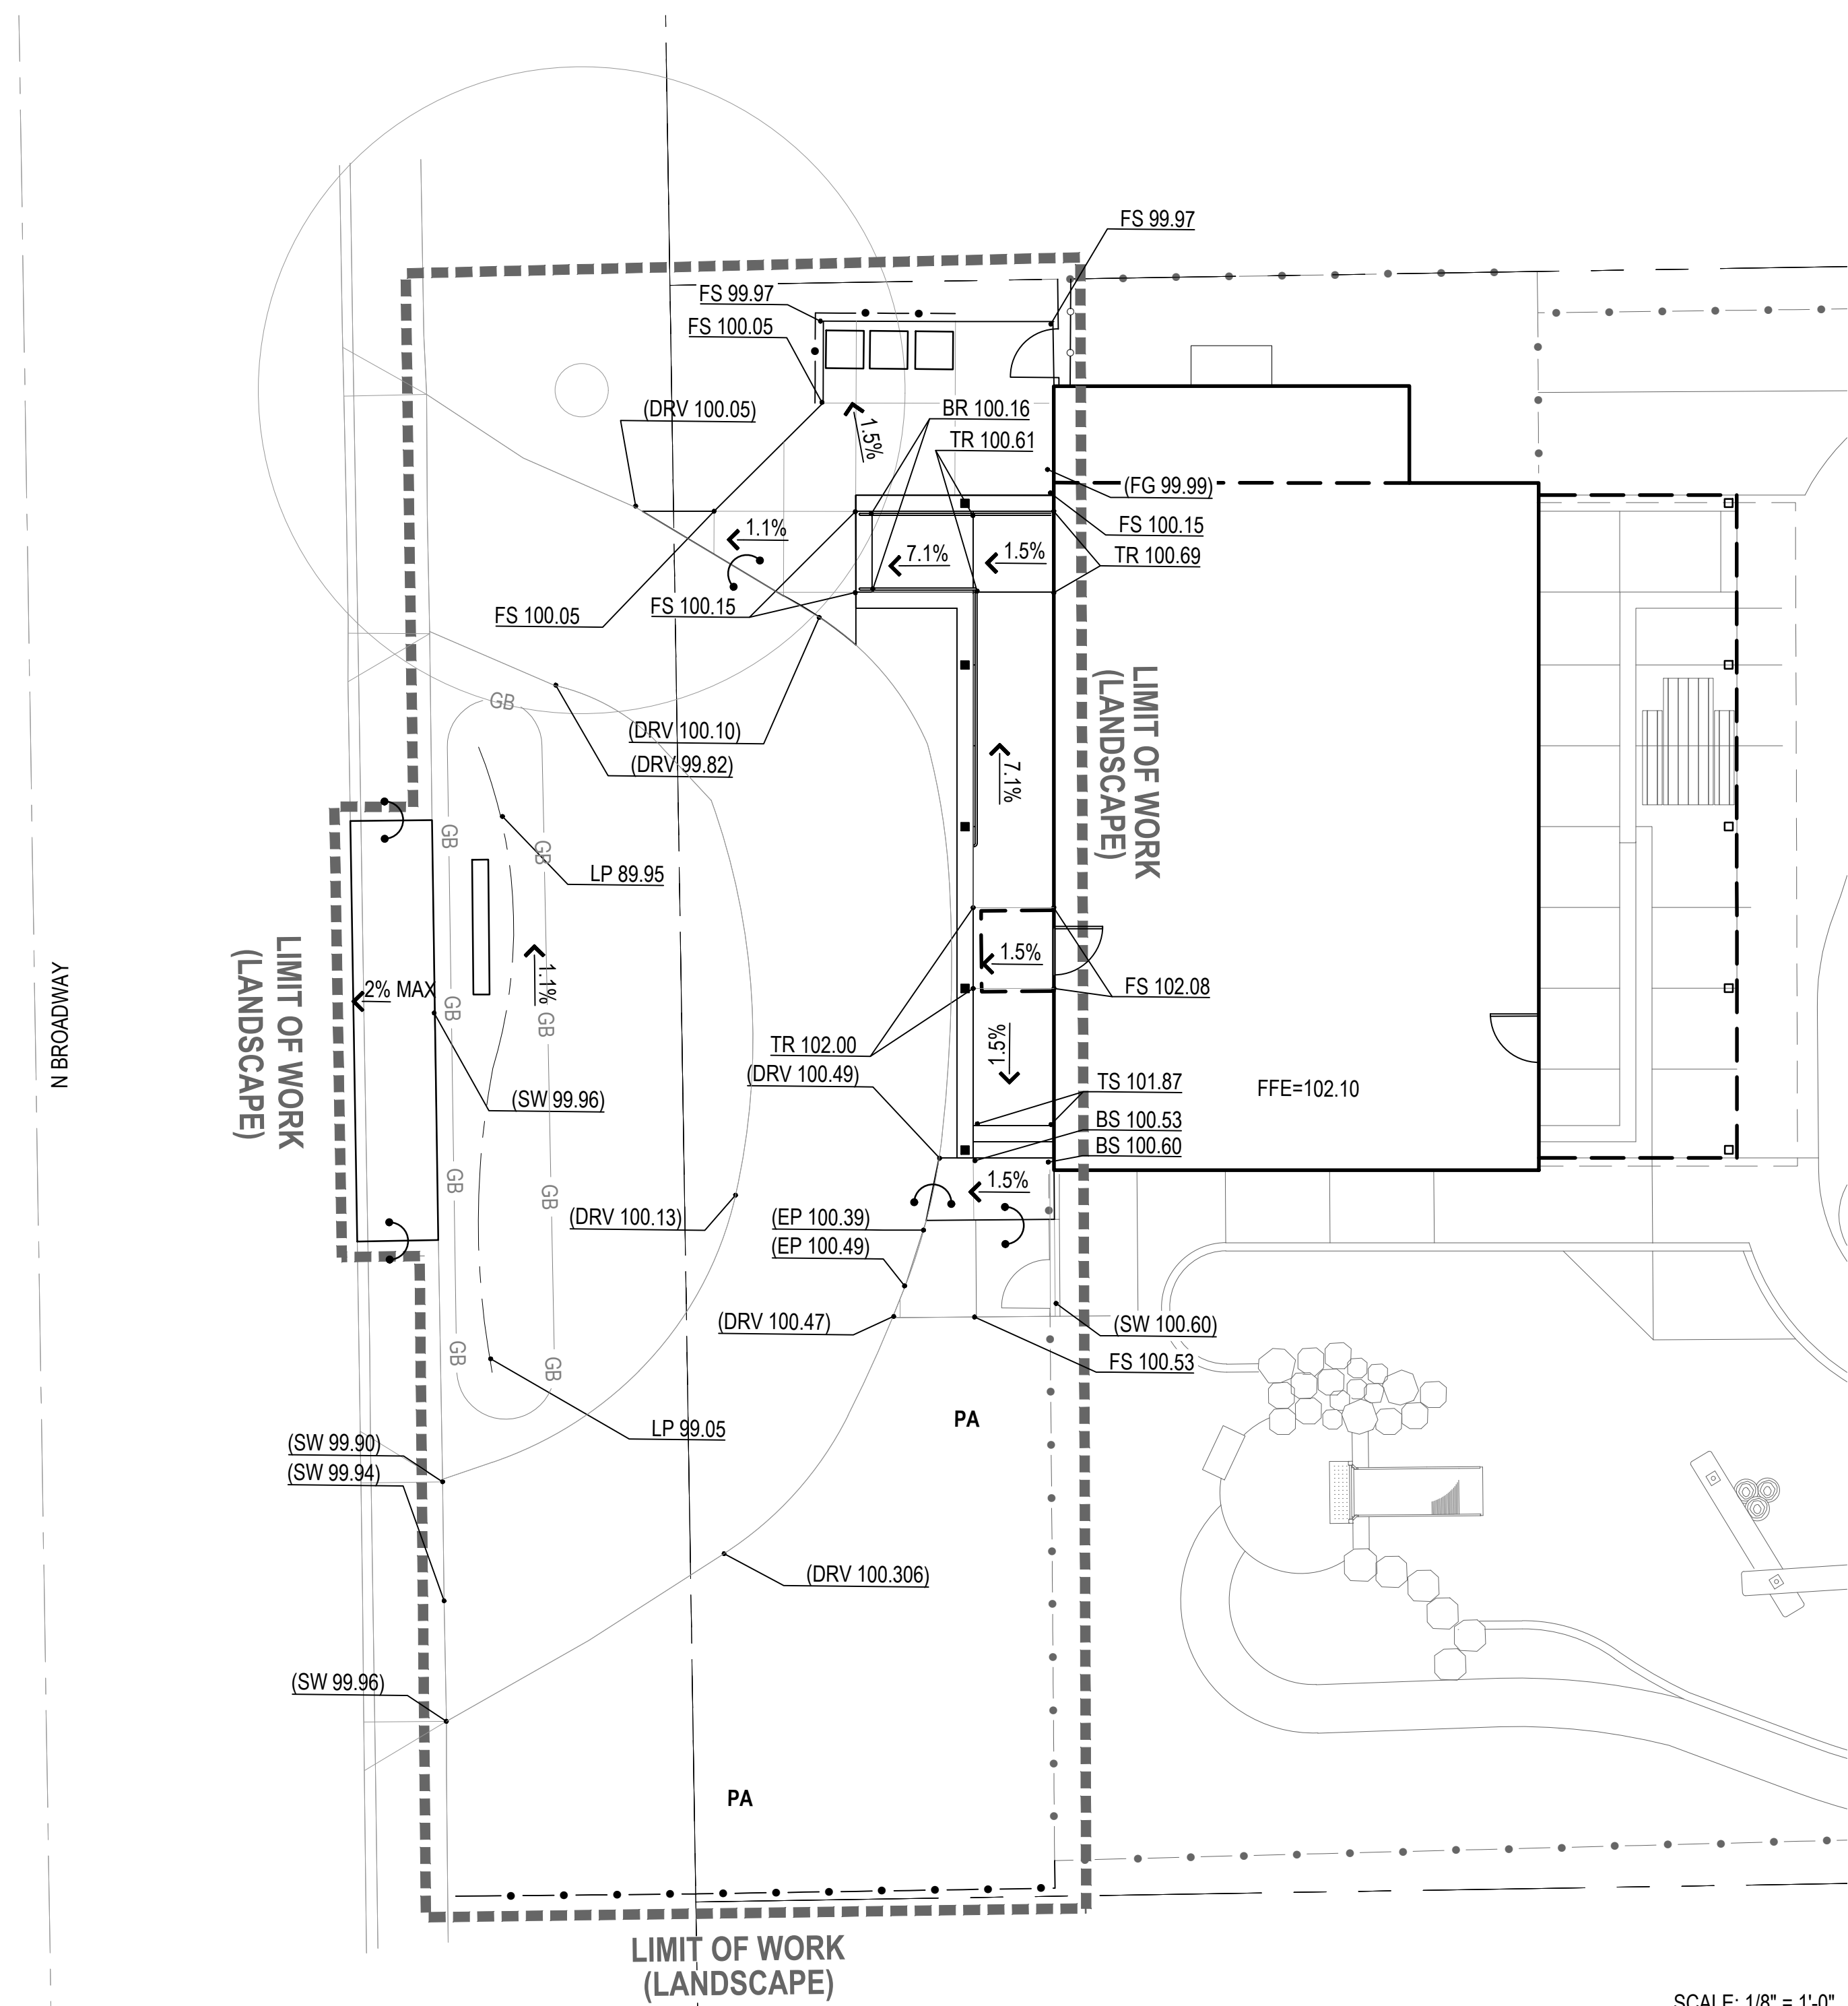 FS 99.97
FS 99.97
FS 100.05
(DRV 100.05)
BR 100.16
1.5%
TR 100.61
(FG 99.99)
FS 100.15
1.1%
7.1%
1.5%
TR 100.69
FS 100.05
FS 100.15
GB
(DRV 100.10)
(DRV 99.82)
7.1%
LIMIT OF WORK
(LANDSCAPE)
GB
GB
LP 89.95
LIMIT OF WORK
(LANDSCAPE)
N BROADWAY
2% MAX
1.1%
GB
GB
1.5%
FS 102.08
TR 102.00
1.5%
(DRV 100.49)
TS 101.87
FFE=102.10
(SW 99.96)
BS 100.53
BS 100.60
GB
GB
1.5%
(DRV 100.13)
(EP 100.39)
(EP 100.49)
(DRV 100.47)
(SW 100.60)
FS 100.53
GB
GB
PA
LP 99.05
(SW 99.90)
(SW 99.94)
(DRV 100.306)
(SW 99.96)
PA
LIMIT OF WORK
(LANDSCAPE)
SCALE: 1/8" = 1'-0"